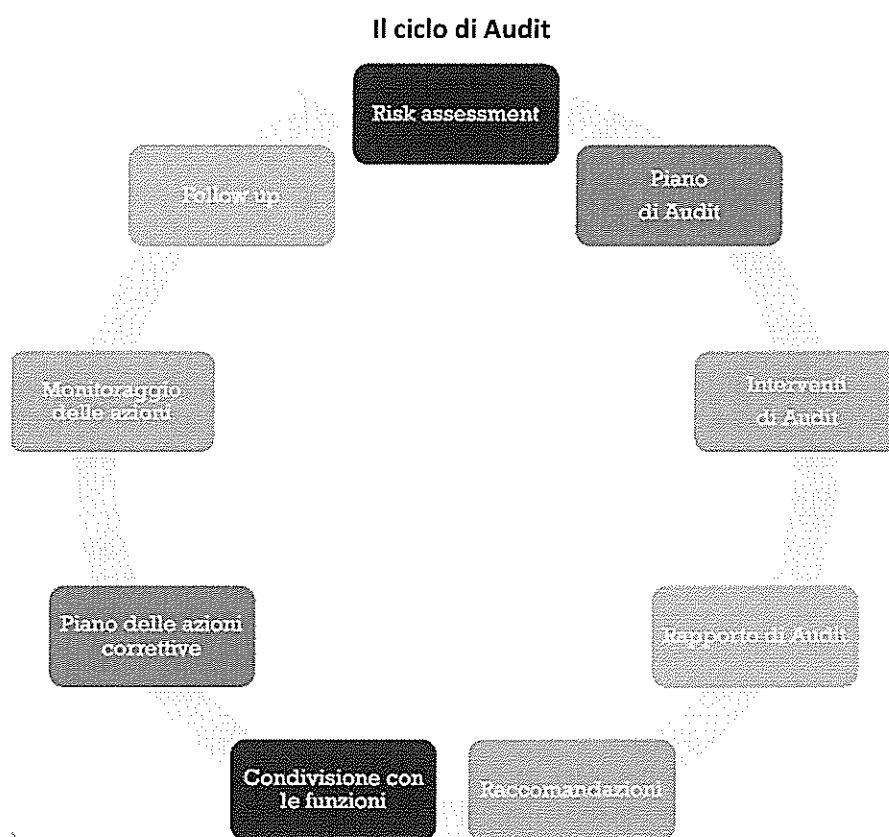 Il ciclo di Audit
Risk assessment
Piano
di Audit
Interventi
di Audit
Rapporto di Audit
Raccomandazioni
Condivisione con
le funzioni
Piano delle azioni
correttive
Monitoraggio
delle azioni
Follow up